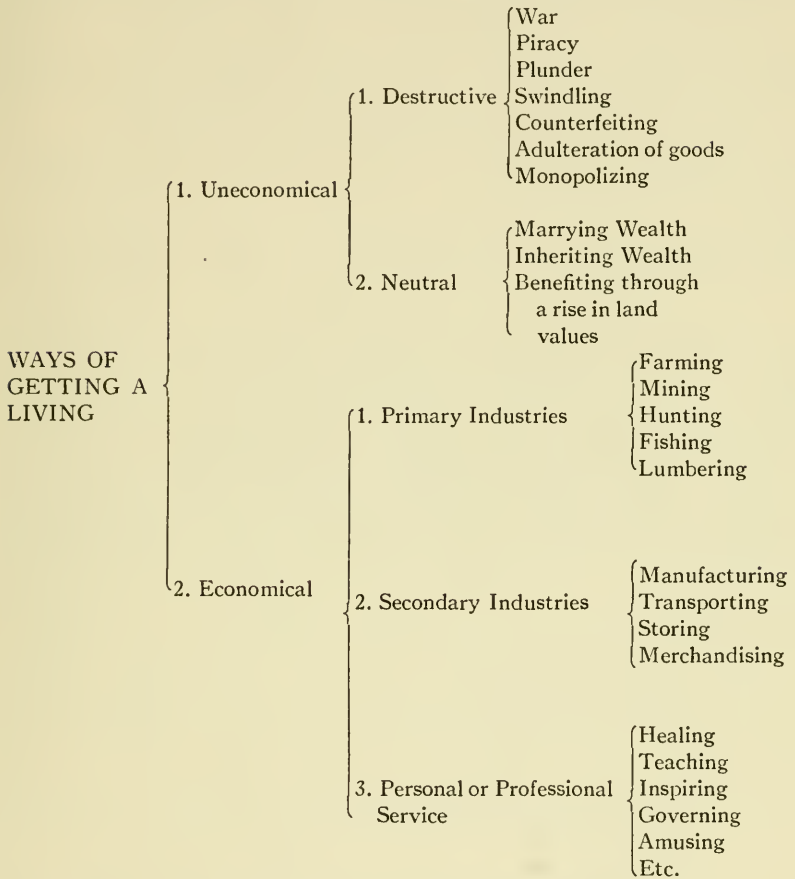 WAYS OF
GETTING A
LIVING
1. Uneconomical
1. Destructive
War
Piracy
Plunder
Swindling
Counterfeiting
Adulteration of goods
Monopolizing
2. Neutral
Marrying Wealth
Inheriting Wealth
Benefiting through
a rise in land
values
2. Economical
1. Primary Industries
Farming
Mining
Hunting
Fishing
Lumbering
2. Secondary Industries
Manufacturing
Transporting
Storing
Merchandising
3. Personal or Professional
Service
Healing
Teaching
Inspiring
Governing
Amusing
Etc.